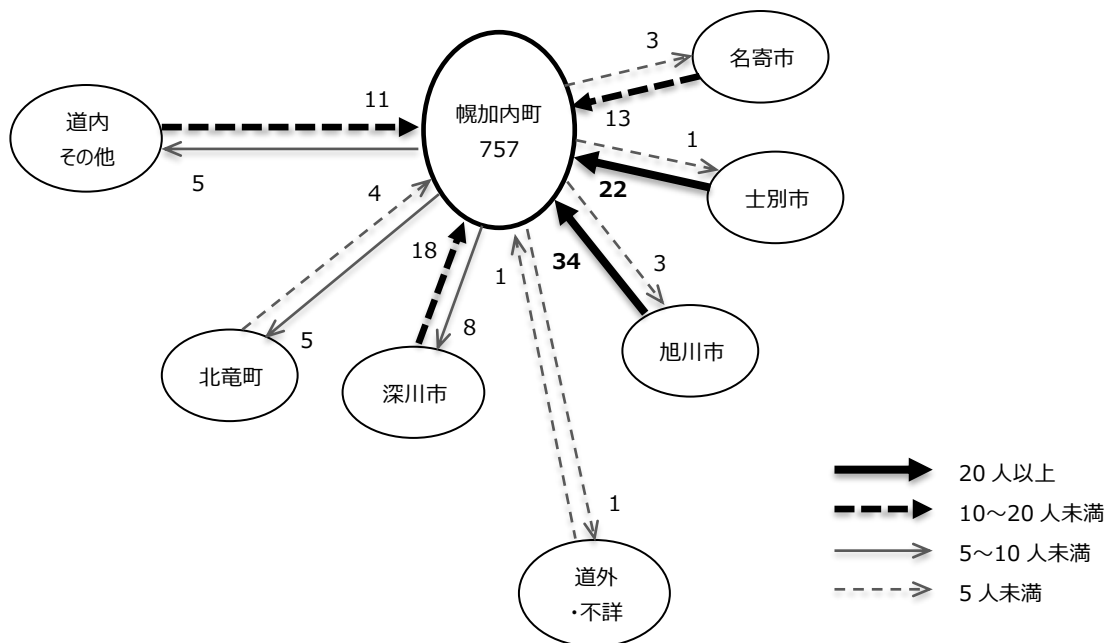 3
名寄市
13
11
幌加内町
757
道内
その他
1
5
22
士別市
4
18
34
3
1
5
8
旭川市
北竜町
深川市
20 人以上
1
10～20 人未満
5～10 人未満
道外
・不詳
5 人未満